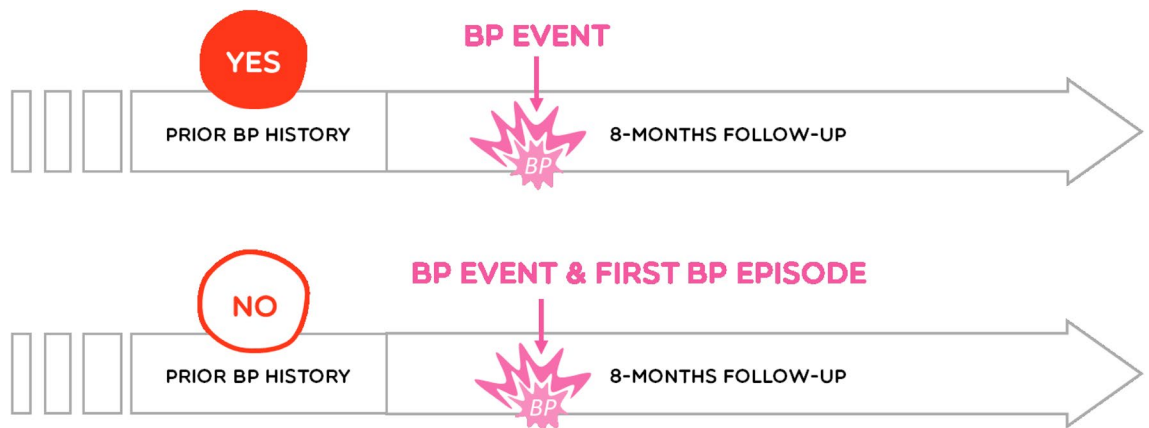 BP EVENT
YES
PRIOR BP HISTORY
BP
8-MONTHS FOLLOW-UP
BP EVENT & FIRST BP EPISODE
NO
PRIOR BP HISTORY
BP
8-MONTHS FOLLOW-UP